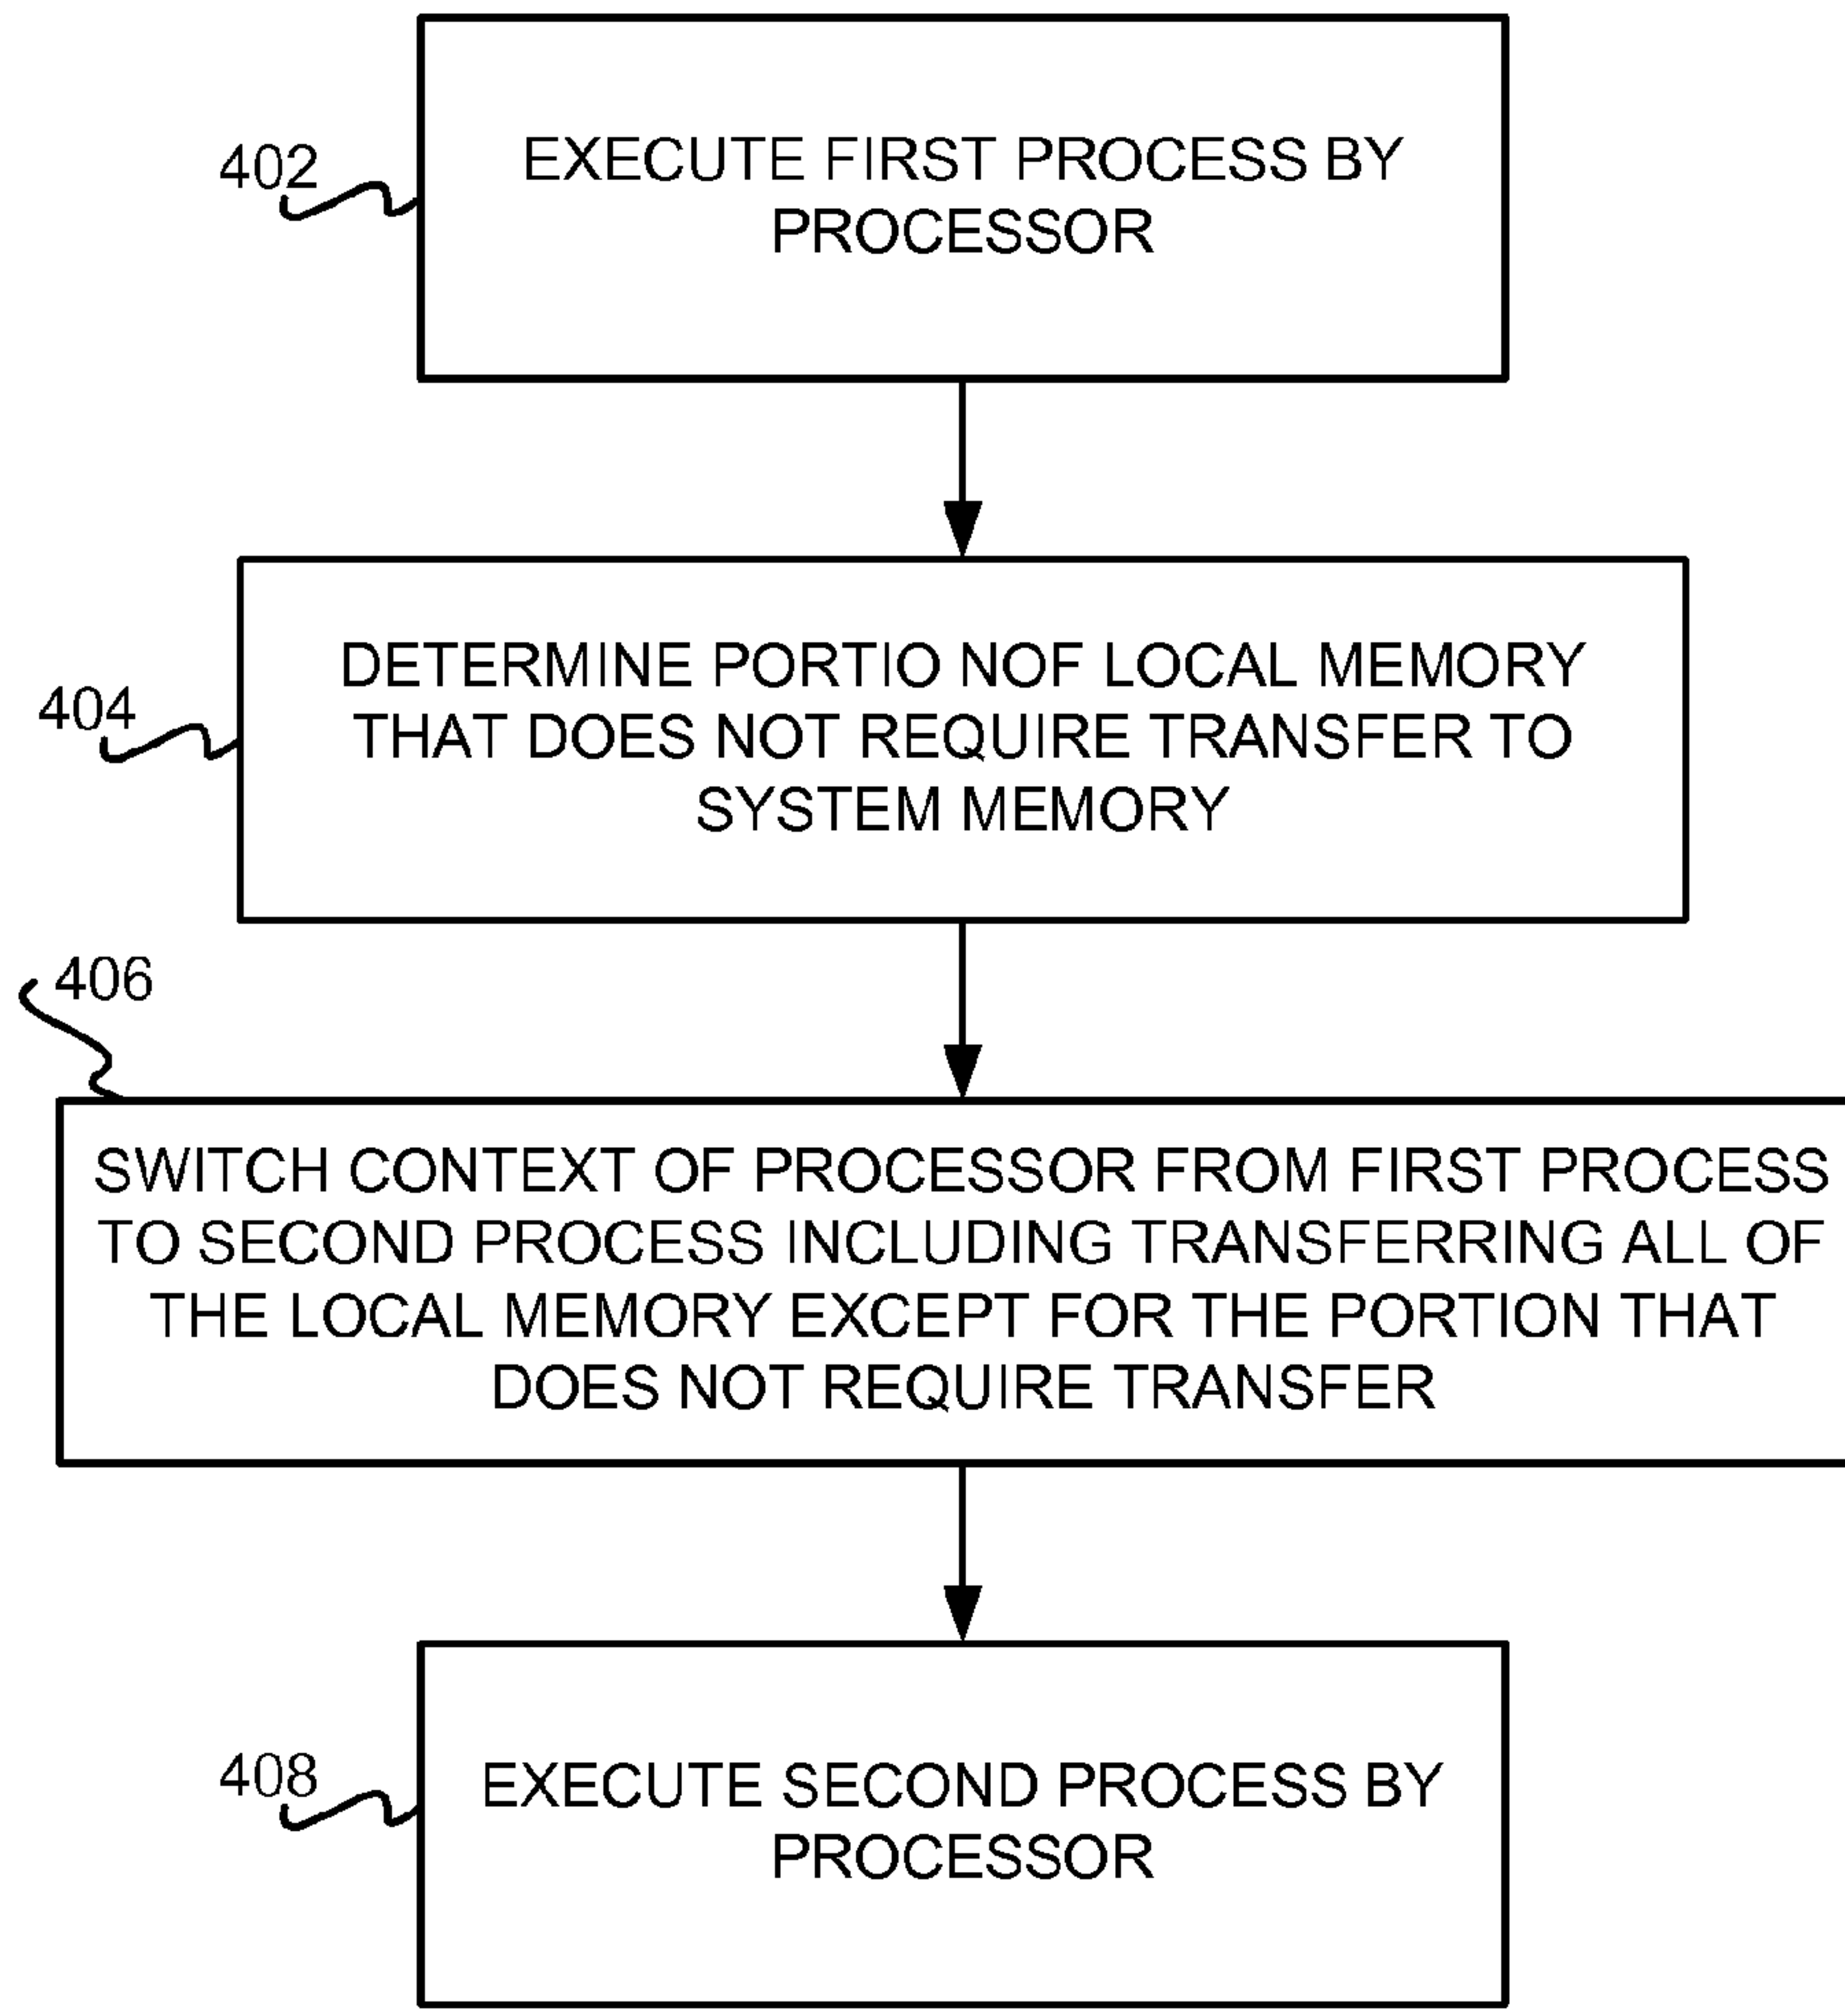 402
EXECUTE FIRST PROCESS BY
PROCESSOR
404
DETERMINE PORTIO NOF LOCAL MEMORY
THAT DOES NOT REQUIRE TRANSFER TO
SYSTEM MEMORY
406
SWITCH CONTEXT OF PROCESSOR FROM FIRST PROCESS
TO SECOND PROCESS INCLUDING TRANSFERRING ALL OF
THE LOCAL MEMORY EXCEPT FOR THE PORTION THAT
DOES NOT REQUIRE TRANSFER
408
EXECUTE SECOND PROCESS BY
PROCESSOR